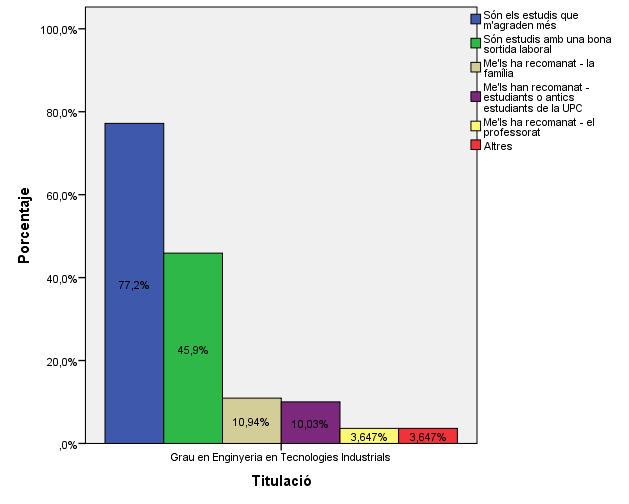 100,0%
80,0%
60,0%
40,0%
20,0%
,0%
Porcentaje
77,2%
45,9%
10,94%
10,03%
3,647%
3,647%
Grau en Enginyeria en Tecnologies Industrials
Titulació
Són els estudis que
m'agraden més
Són estudis amb una bona
sortida laboral
Me'ls ha recomanat - la
família
Me'ls han recomanat -
estudiants o antics
estudiants de la UPC
Me'ls ha recomanat - el
professorat
Altres